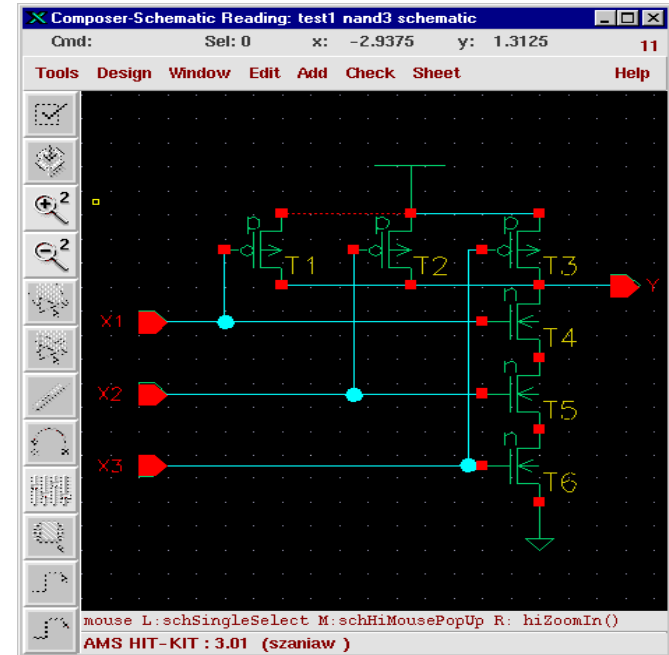 Composer-Schematic Reading: test1 nand3 schematic
Cmd: Sel: 0 x: -2.9375 y: 1.3125 11
Tools Design Window Edit Add Check Sheet Help
2
2
p p p
T1 T2 T3
Y
n
X1
T4
n
X2
T5
n
X3
T6
mouse L:schSingleSelect M:schHiMousePopUp R: hiZoomIn()
AMS HIT-KIT : 3.01 (szaniaw )